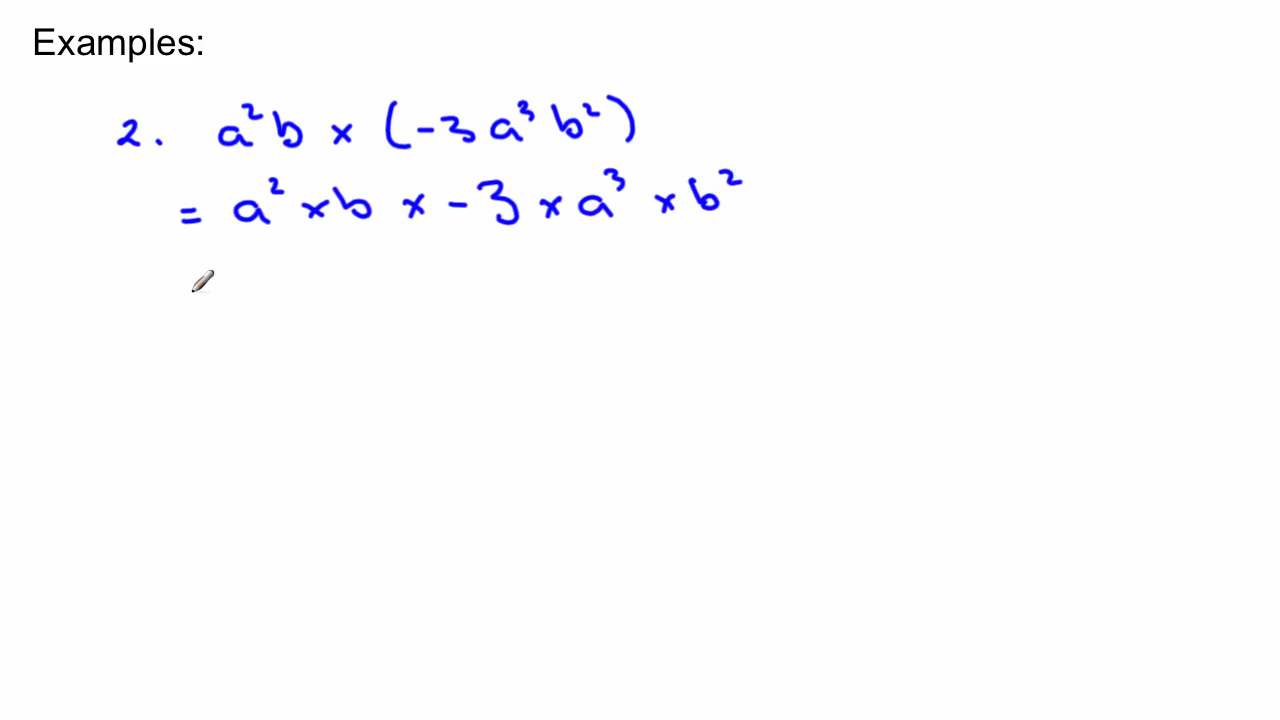 Examples:
2. a²b × (-3a³b²)
= a² × b × -3 × a³ × b²